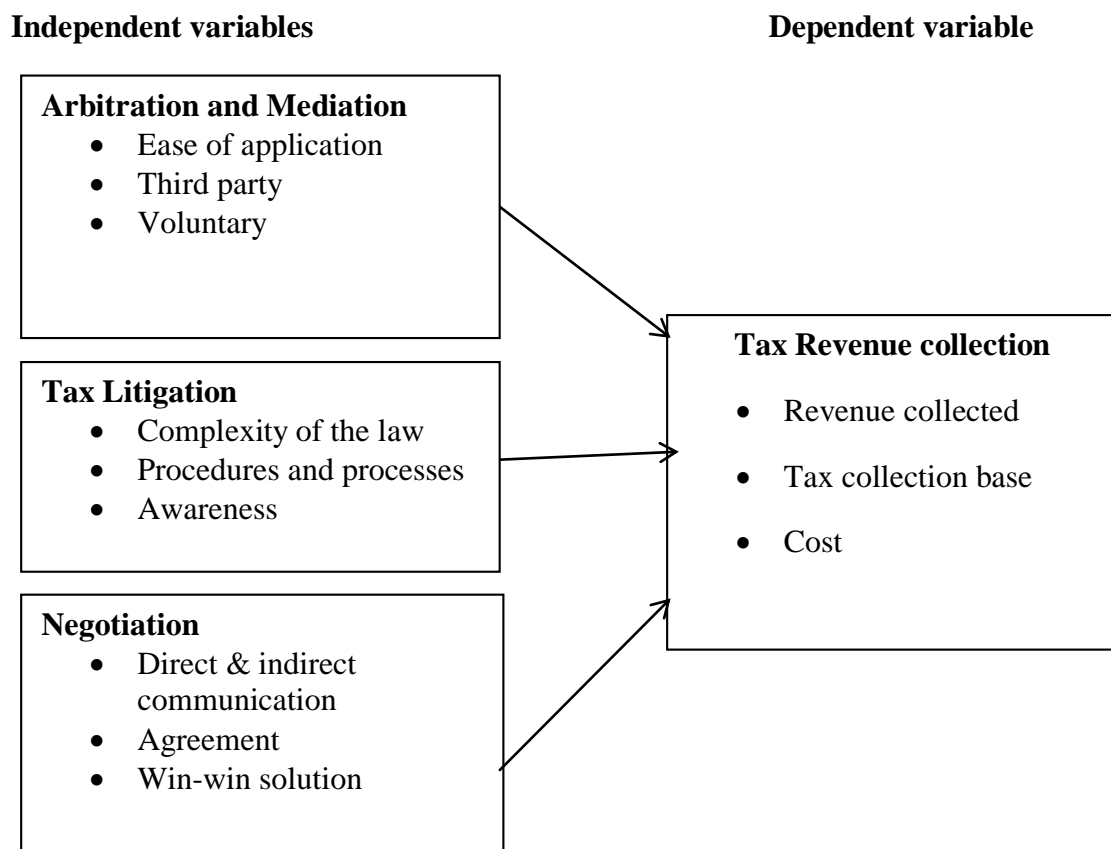 Independent variables
Dependent variable
Arbitration and Mediation
• Ease of application
• Third party
• Voluntary
Tax Litigation
• Complexity of the law
• Procedures and processes
• Awareness
Negotiation
• Direct & indirect
communication
• Agreement
• Win-win solution
Tax Revenue collection
• Revenue collected
• Tax collection base
• Cost